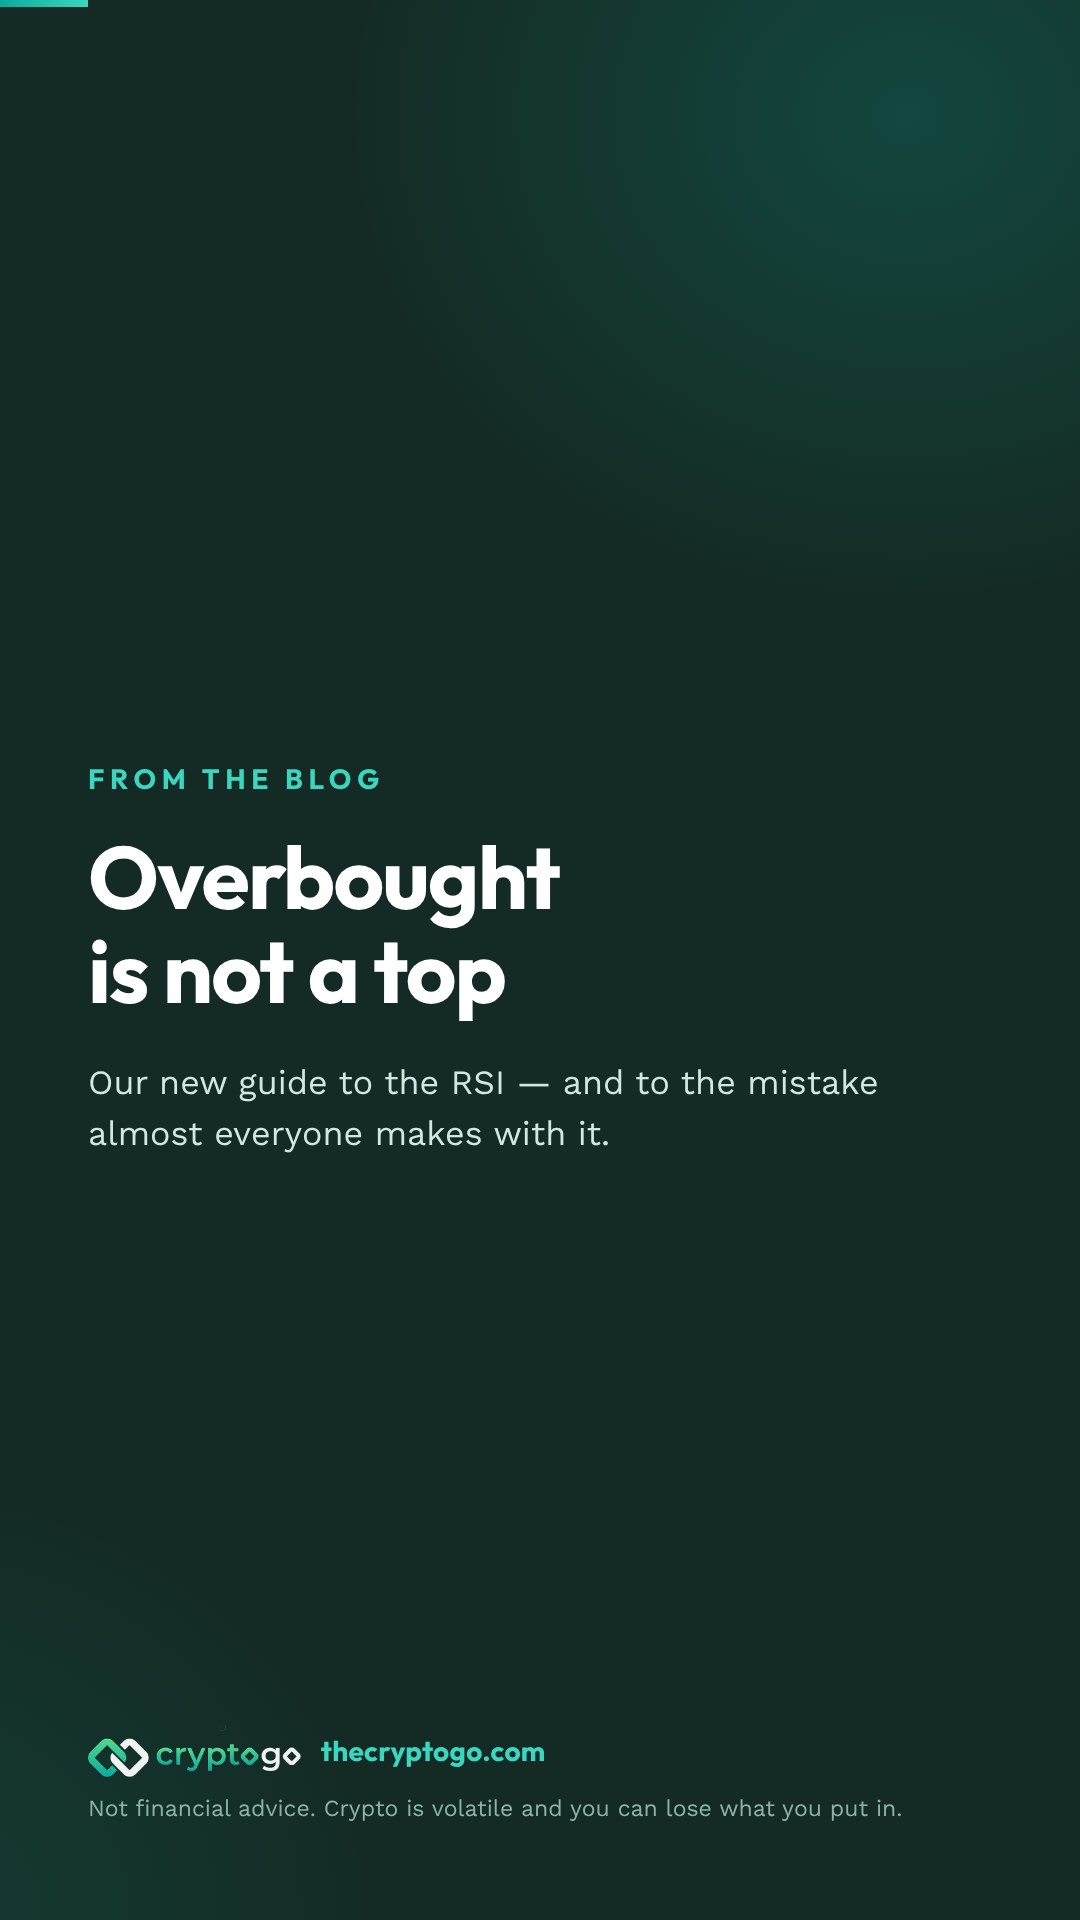 FROM THE BLOG
Overbought
is not a top
Our new guide to the RSI — and to the mistake
almost everyone makes with it.
cryptogo thecryptogo.com
Not financial advice. Crypto is volatile and you can lose what you put in.